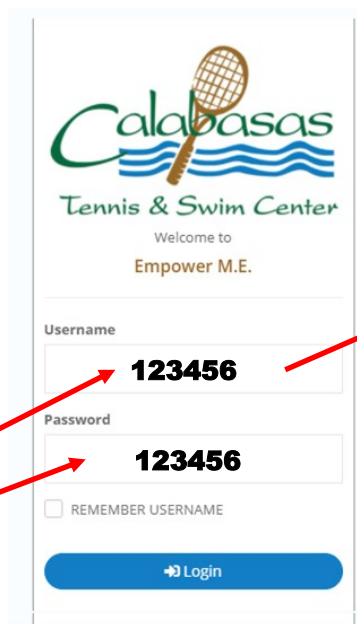 Calabasas
Tennis & Swim Center
Welcome to
Empower M.E.
Username
123456
Password
123456
REMEMBER USERNAME
Login